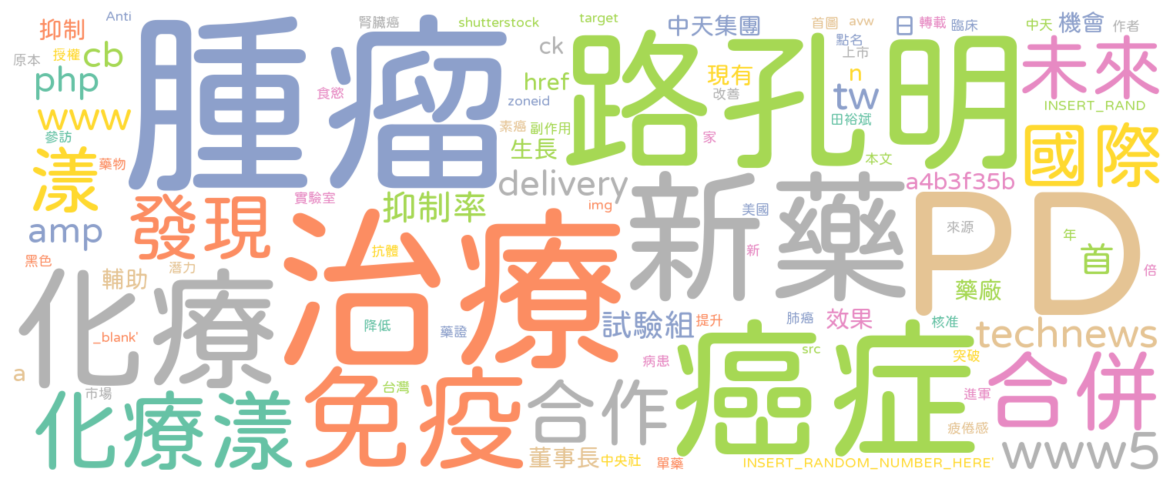 Anti
腎臟癌
shutterstock
target
中天集團
日
首圖
avw
轉載
臨床
中天
機會
作者
抑制
原本
授權
cb
php
www
參訪
藥物
漾
amp
腫瘤
食慾
ck
href
zoneid
索癌
副作用
生長
路孔明
現有
改善
n
點名
上市
tw
田裕斌
本文
家
未來
INSERT_RAND
國際
delivery
a4b3f35b
發現
實驗室
抑制率
img
治療
抗體
新藥
美國
新
PD
來源
年
首
倍
黑色
潛力
輔助
化療
_blank'
a
市場
降低
藥證
試驗組
提升
肺癌
效果
藥廠
核准
technews
化療漾
台灣
免疫
合作
病患
癌症
src
突破
進軍
合併
疲倦感
董事長
中央社
單藥
INSERT_RANDOM_NUMBER_HERE'
www5